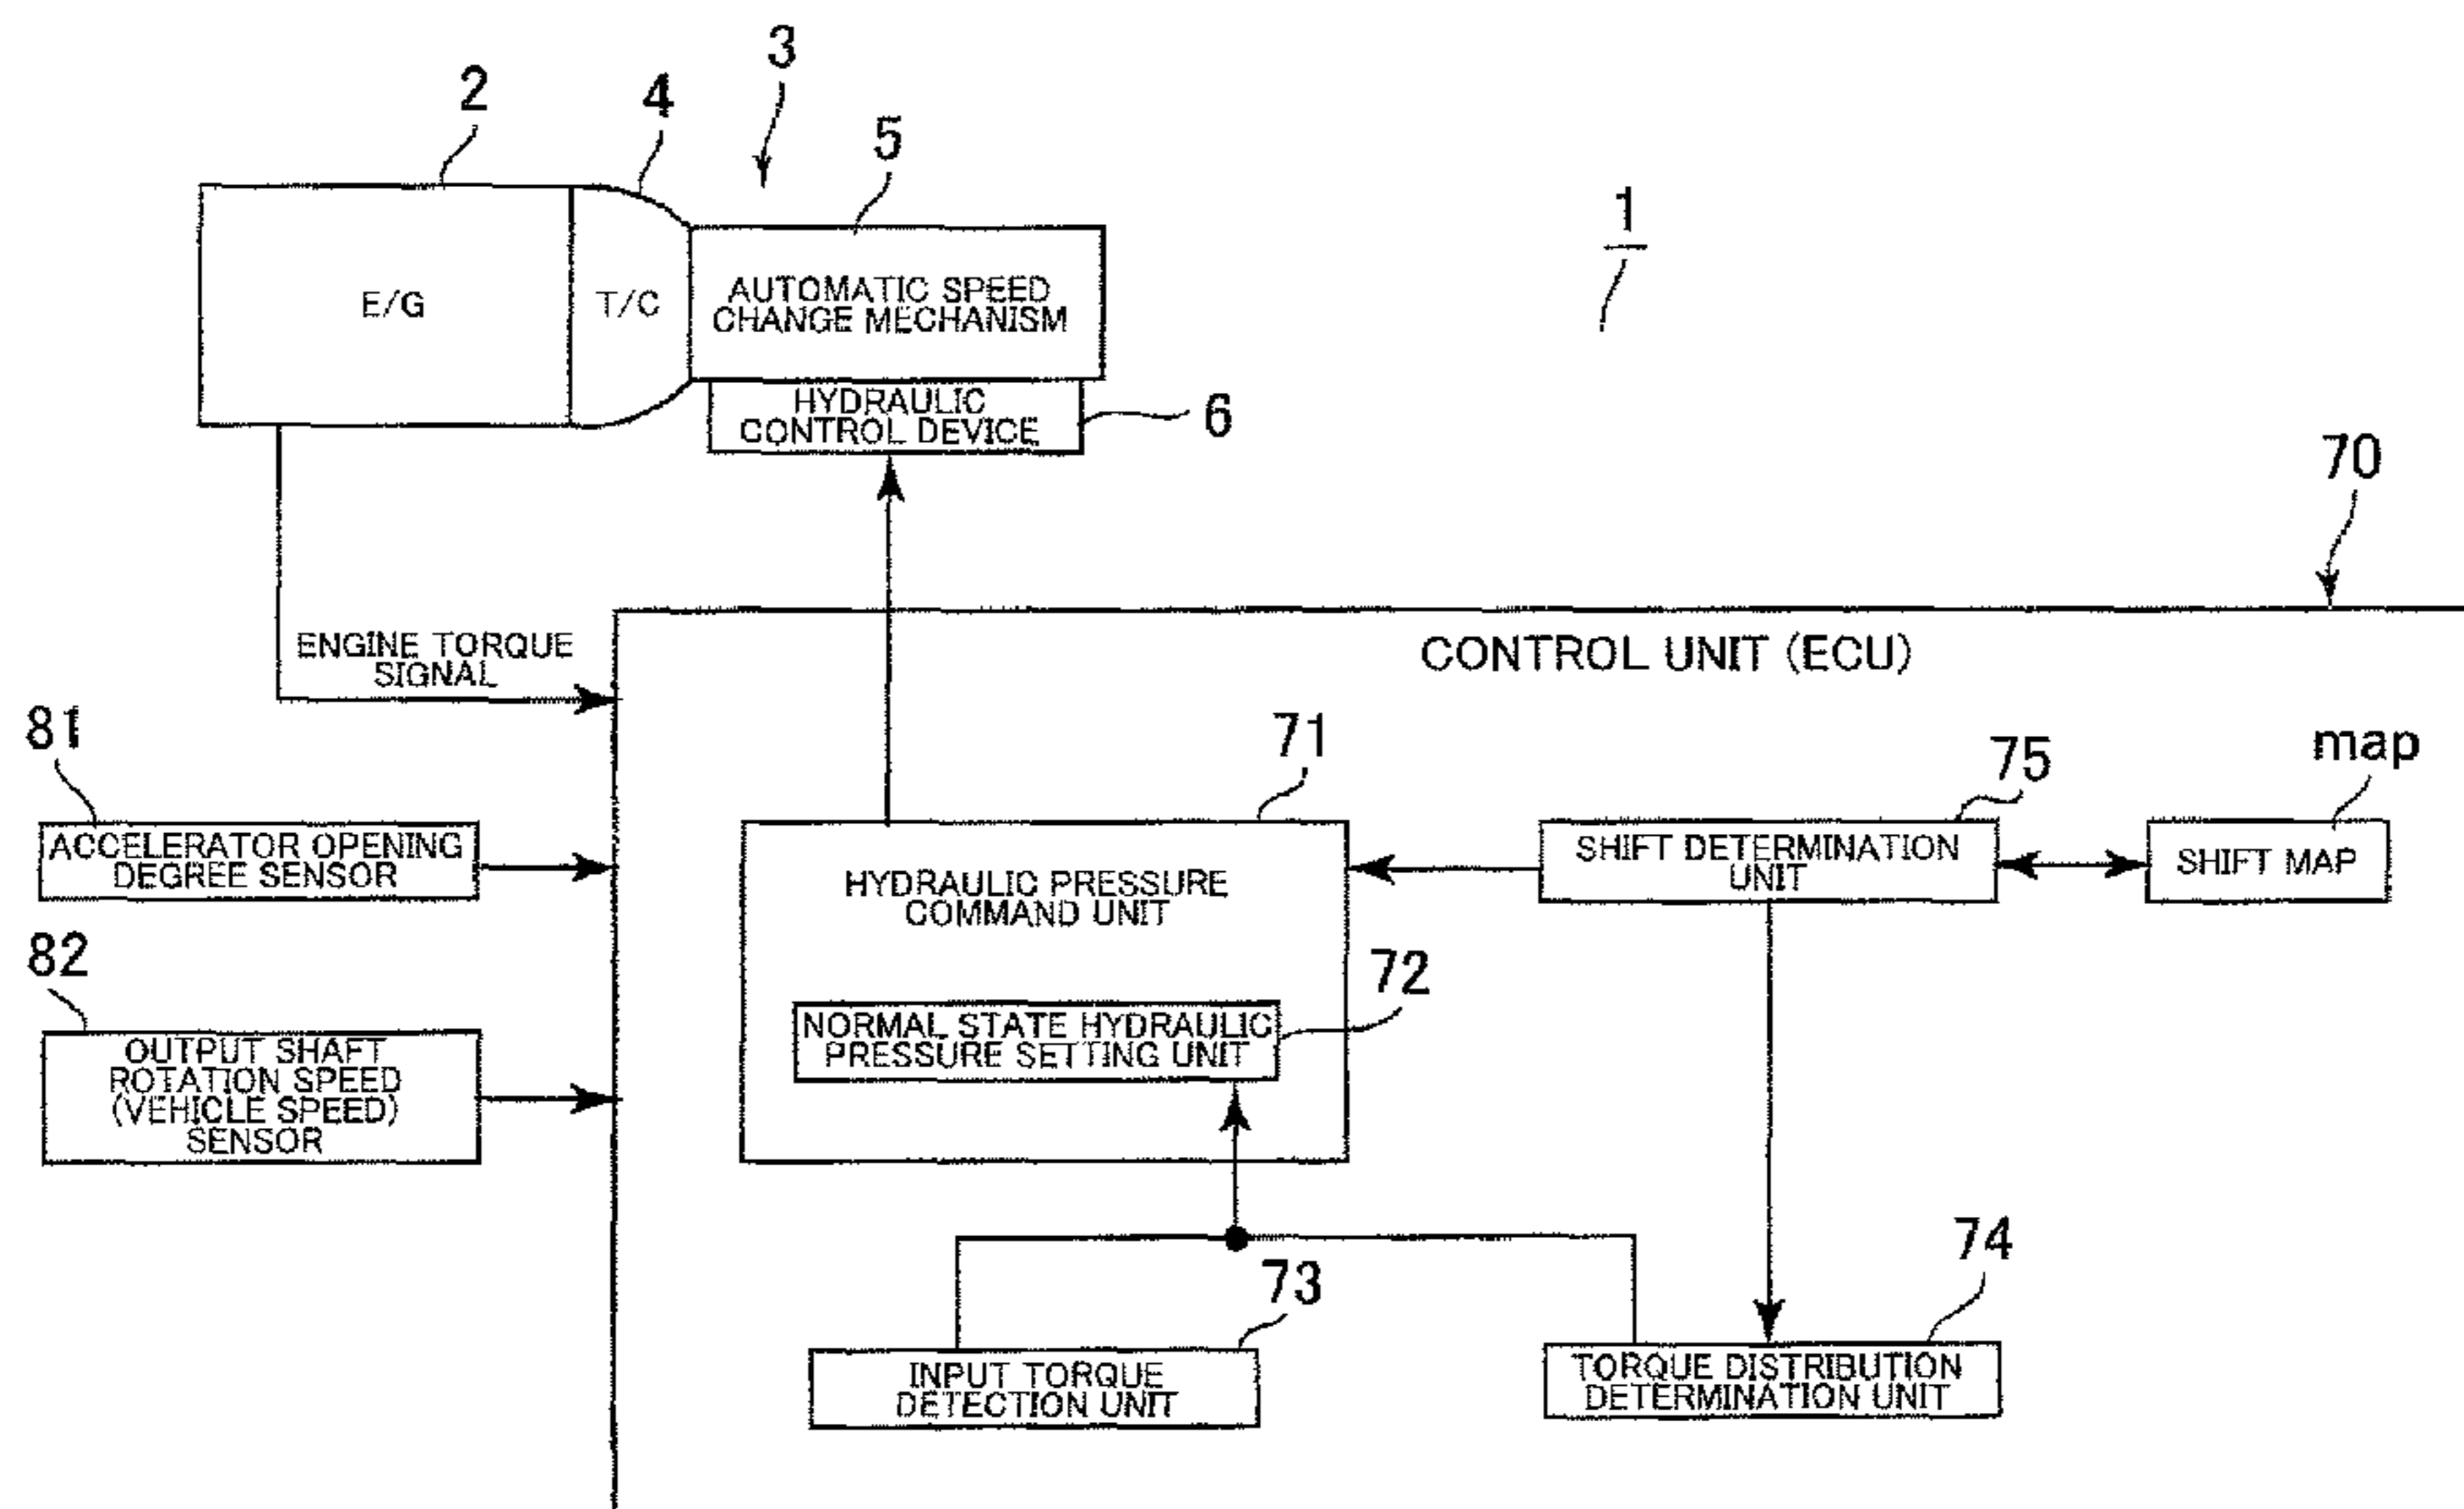 3
2
4
5
1
E/G
T/C
AUTOMATIC SPEED
CHANGE MECHANISM
HYDRAULIC
CONTROL DEVICE
6
70
ENGINE TORQUE
SIGNAL
CONTROL UNIT (ECU)
81
71
75
map
ACCELERATOR OPENING
DEGREE SENSOR
HYDRAULIC PRESSURE
COMMAND UNIT
SHIFT DETERMINATION
UNIT
SHIFT MAP
82
72
OUTPUT SHAFT
ROTATION SPEED
(VEHICLE SPEED)
SENSOR
NORMAL STATE HYDRAULIC
PRESSURE SETTING UNIT
73
74
INPUT TORQUE
DETECTION UNIT
TORQUE DISTRIBUTION
DETERMINATION UNIT